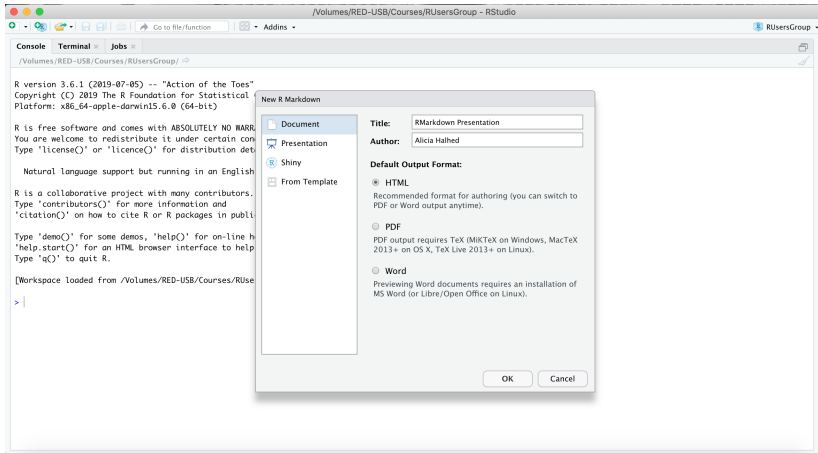 /Volumes/RED-USB/Courses/RUsersGroup - RStudio
Go to file/function
Addins
RUsersGroup
Console Terminal Jobs
/Volumes/RED-USB/Courses/RUsersGroup/
R version 3.6.1 (2019-07-05) -- "Action of the Toes"
Copyright (C) 2019 The R Foundation for Statistical
Platform: x86_64-apple-darwin15.6.0 (64-bit)
R is free software and comes with ABSOLUTELY NO WARR
You are welcome to redistribute it under certain con
Type 'license()' or 'licence()' for distribution det
Natural language support but running in an English
R is a collaborative project with many contributors.
Type 'contributors()' for more information and
'citation()' on how to cite R or R packages in publi
Type 'demo()' for some demos, 'help()' for on-line h
'help.start()' for an HTML browser interface to help
Type 'q()' to quit R.
[Workspace loaded from /Volumes/RED-USB/Courses/RUse
>
New R Markdown
Document
Presentation
Shiny
From Template
Title: RMarkdown Presentation
Author: Alicia Halhed
Default Output Format:
HTML
Recommended format for authoring (you can switch to
PDF or Word output anytime).
PDF
PDF output requires TeX (MiKTeX on Windows, MacTeX
2013+ on OS X, TeX Live 2013+ on Linux).
Word
Previewing Word documents requires an installation of
MS Word (or Libre/Open Office on Linux).
OK Cancel